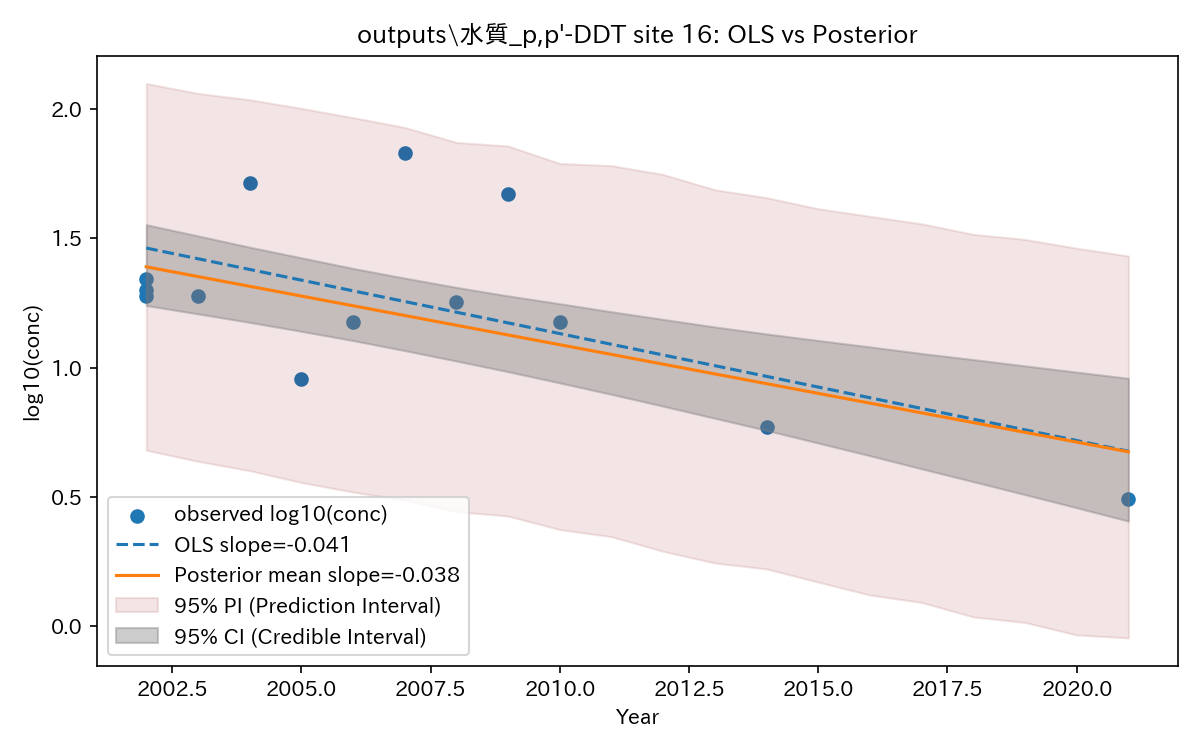 outputs\水質_p,p'-DDT site 16: OLS vs Posterior
log10(conc)
2.0
1.5
1.0
0.5
0.0
observed log10(conc)
OLS slope=-0.041
Posterior mean slope=-0.038
95% PI (Prediction Interval)
95% CI (Credible Interval)
2002.5 2005.0 2007.5 2010.0 2012.5 2015.0 2017.5 2020.0
Year